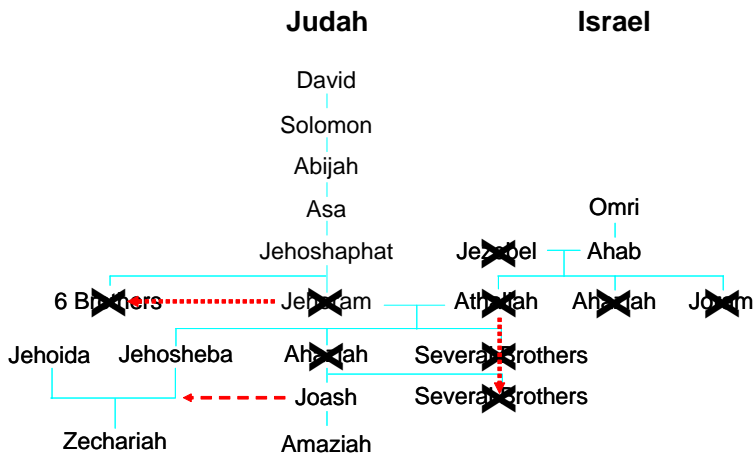 Judah Israel
David
Solomon
Abijah
Asa Omri
Jehoshaphat Jezebel Ahab
6 Brothers Jehoram Athaliah Ahaziah Joram
Jehoida Jehosheba Ahaziah Several Brothers
Joash Several Brothers
Zechariah Amaziah